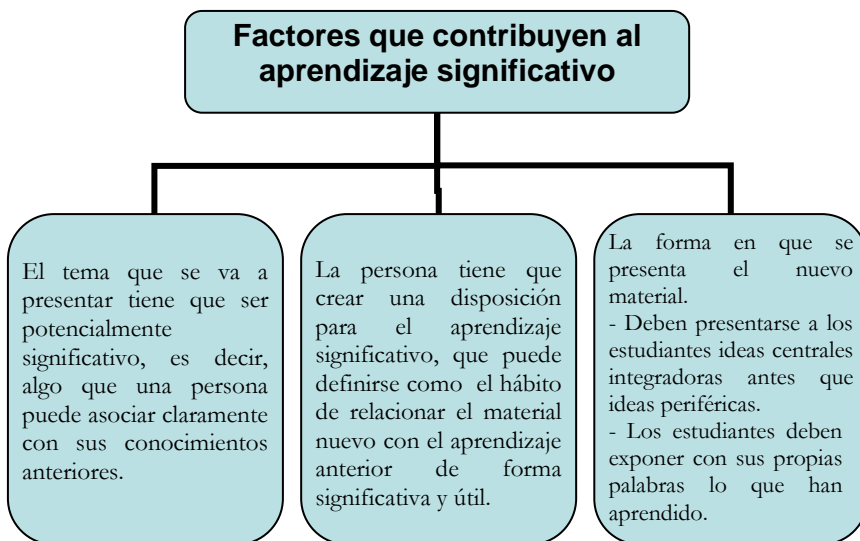 Factores que contribuyen al
aprendizaje significativo
El tema que se va a
presentar tiene que ser
potencialmente
significativo, es decir,
algo que una persona
puede asociar claramente
con sus conocimientos
anteriores.
La persona tiene que
crear una disposición
para el aprendizaje
significativo, que puede
definirse como el hábito
de relacionar el material
nuevo con el aprendizaje
anterior de forma
significativa y útil.
La forma en que se
presenta el nuevo
material.
- Deben presentarse a los
estudiantes ideas centrales
integradoras antes que
ideas periféricas.
- Los estudiantes deben
exponer con sus propias
palabras lo que han
aprendido.